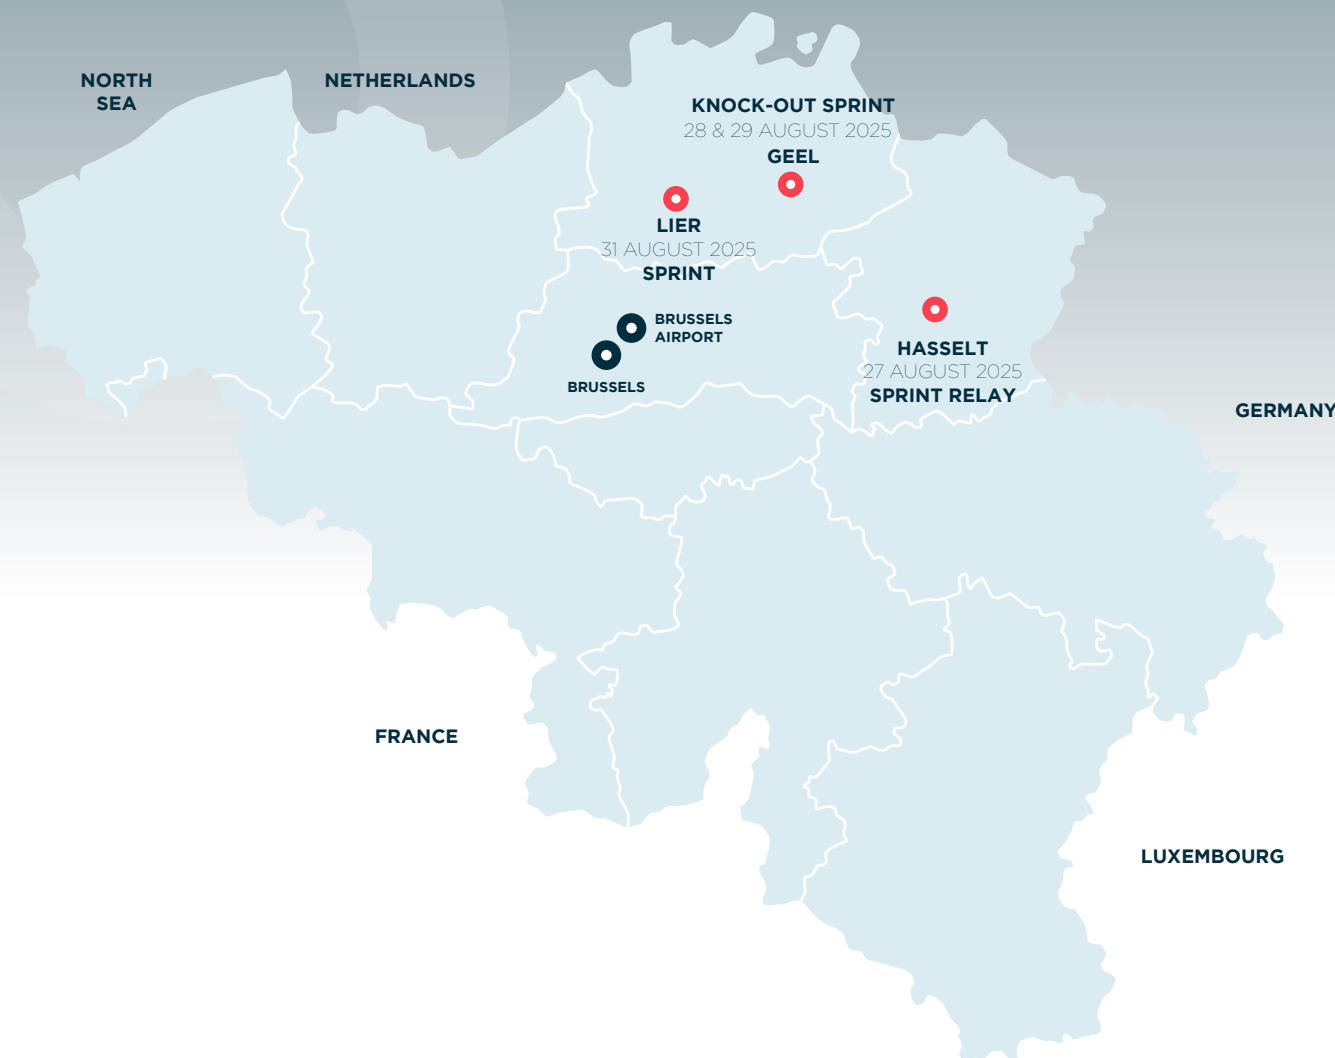 NORTH
SEA
NETHERLANDS
KNOCK-OUT SPRINT
28 & 29 AUGUST 2025
GEEL
LIER
31 AUGUST 2025
SPRINT
BRUSSELS
AIRPORT
BRUSSELS
HASSELT
27 AUGUST 2025
SPRINT RELAY
GERMANY
FRANCE
LUXEMBOURG